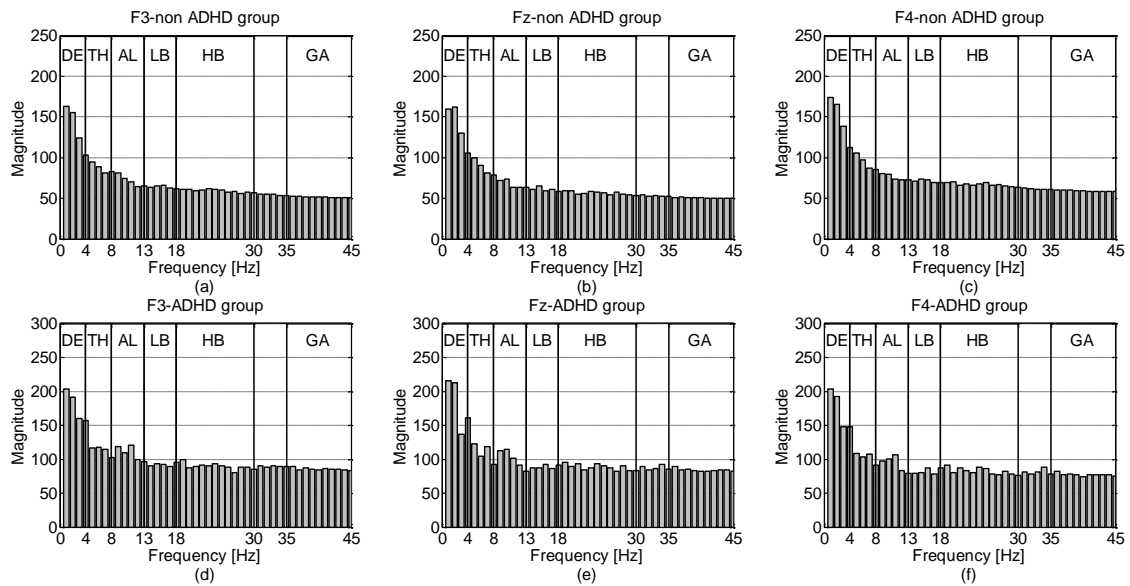 F3-non ADHD group
250
200
150
100
50
0
Magnitude
DE TH AL LB HB GA
0 4 8 13 18 30 35 45
Frequency [Hz]
(a)
Fz-non ADHD group
250
200
150
100
50
0
Magnitude
DE TH AL LB HB GA
0 4 8 13 18 30 35 45
Frequency [Hz]
(b)
F4-non ADHD group
250
200
150
100
50
0
Magnitude
DE TH AL LB HB GA
0 4 8 13 18 30 35 45
Frequency [Hz]
(c)
F3-ADHD group
300
250
200
150
100
50
0
Magnitude
DE TH AL LB HB GA
0 4 8 13 18 30 35 45
Frequency [Hz]
(d)
Fz-ADHD group
300
250
200
150
100
50
0
Magnitude
DE TH AL LB HB GA
0 4 8 13 18 30 35 45
Frequency [Hz]
(e)
F4-ADHD group
300
250
200
150
100
50
0
Magnitude
DE TH AL LB HB GA
0 4 8 13 18 30 35 45
Frequency [Hz]
(f)